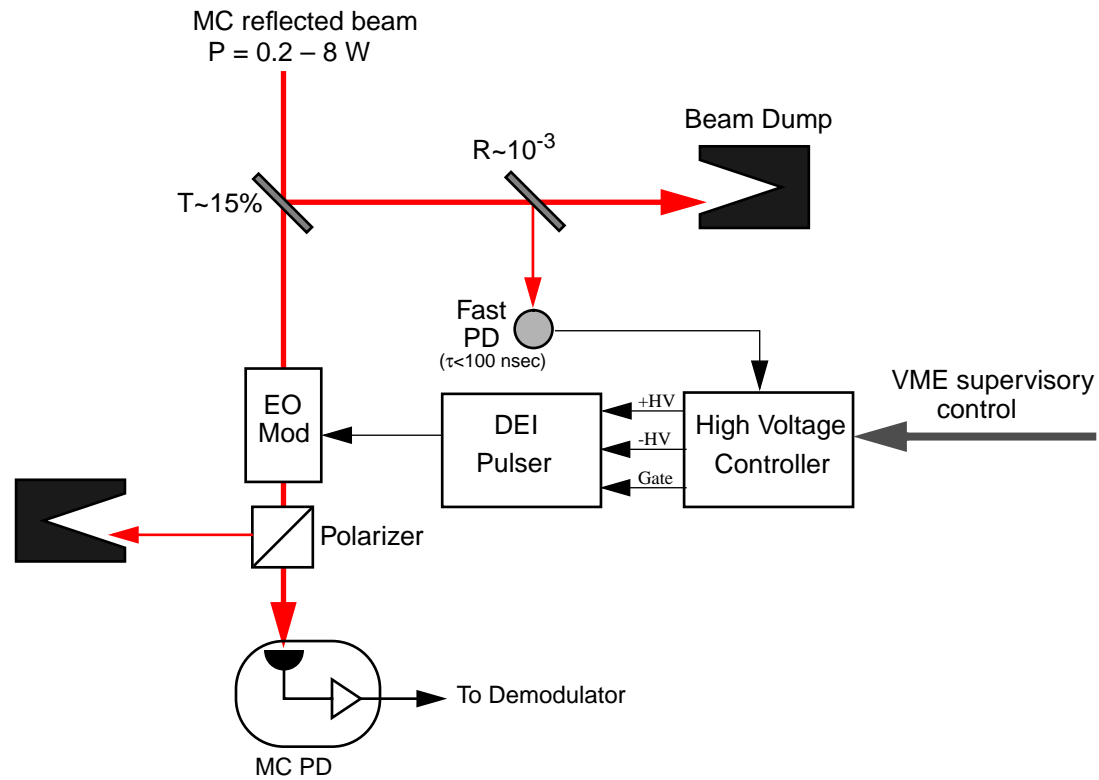 MC reflected beam
P = 0.2 – 8 W
Beam Dump
R~10⁻³
T~15%
Fast
PD
(τ<100 nsec)
VME supervisory
control
EO
Mod
DEI
Pulser
+HV
-HV
Gate
High Voltage
Controller
Polarizer
To Demodulator
MC PD